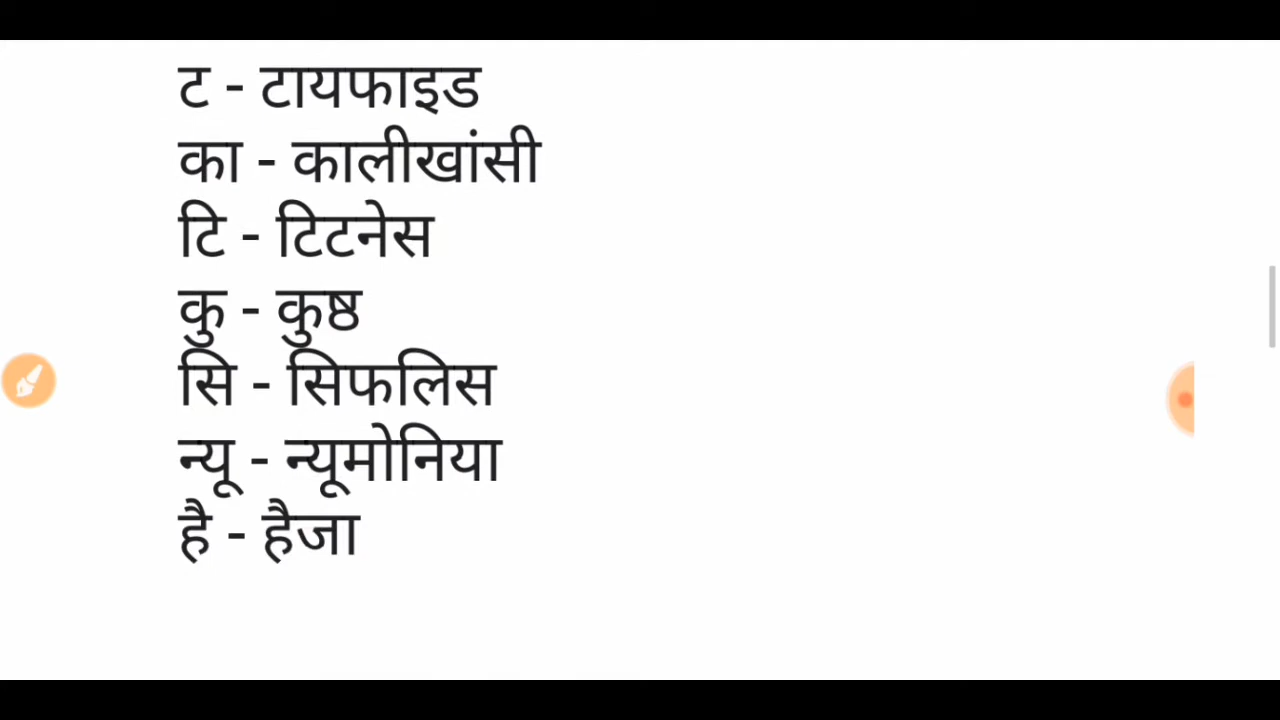 ट - टायफाइड
का - कालीखांसी
टि - टिटनेस
कु - कुष्ठ
सि - सिफलिस
न्यू - न्यूमोनिया
है - हैजा